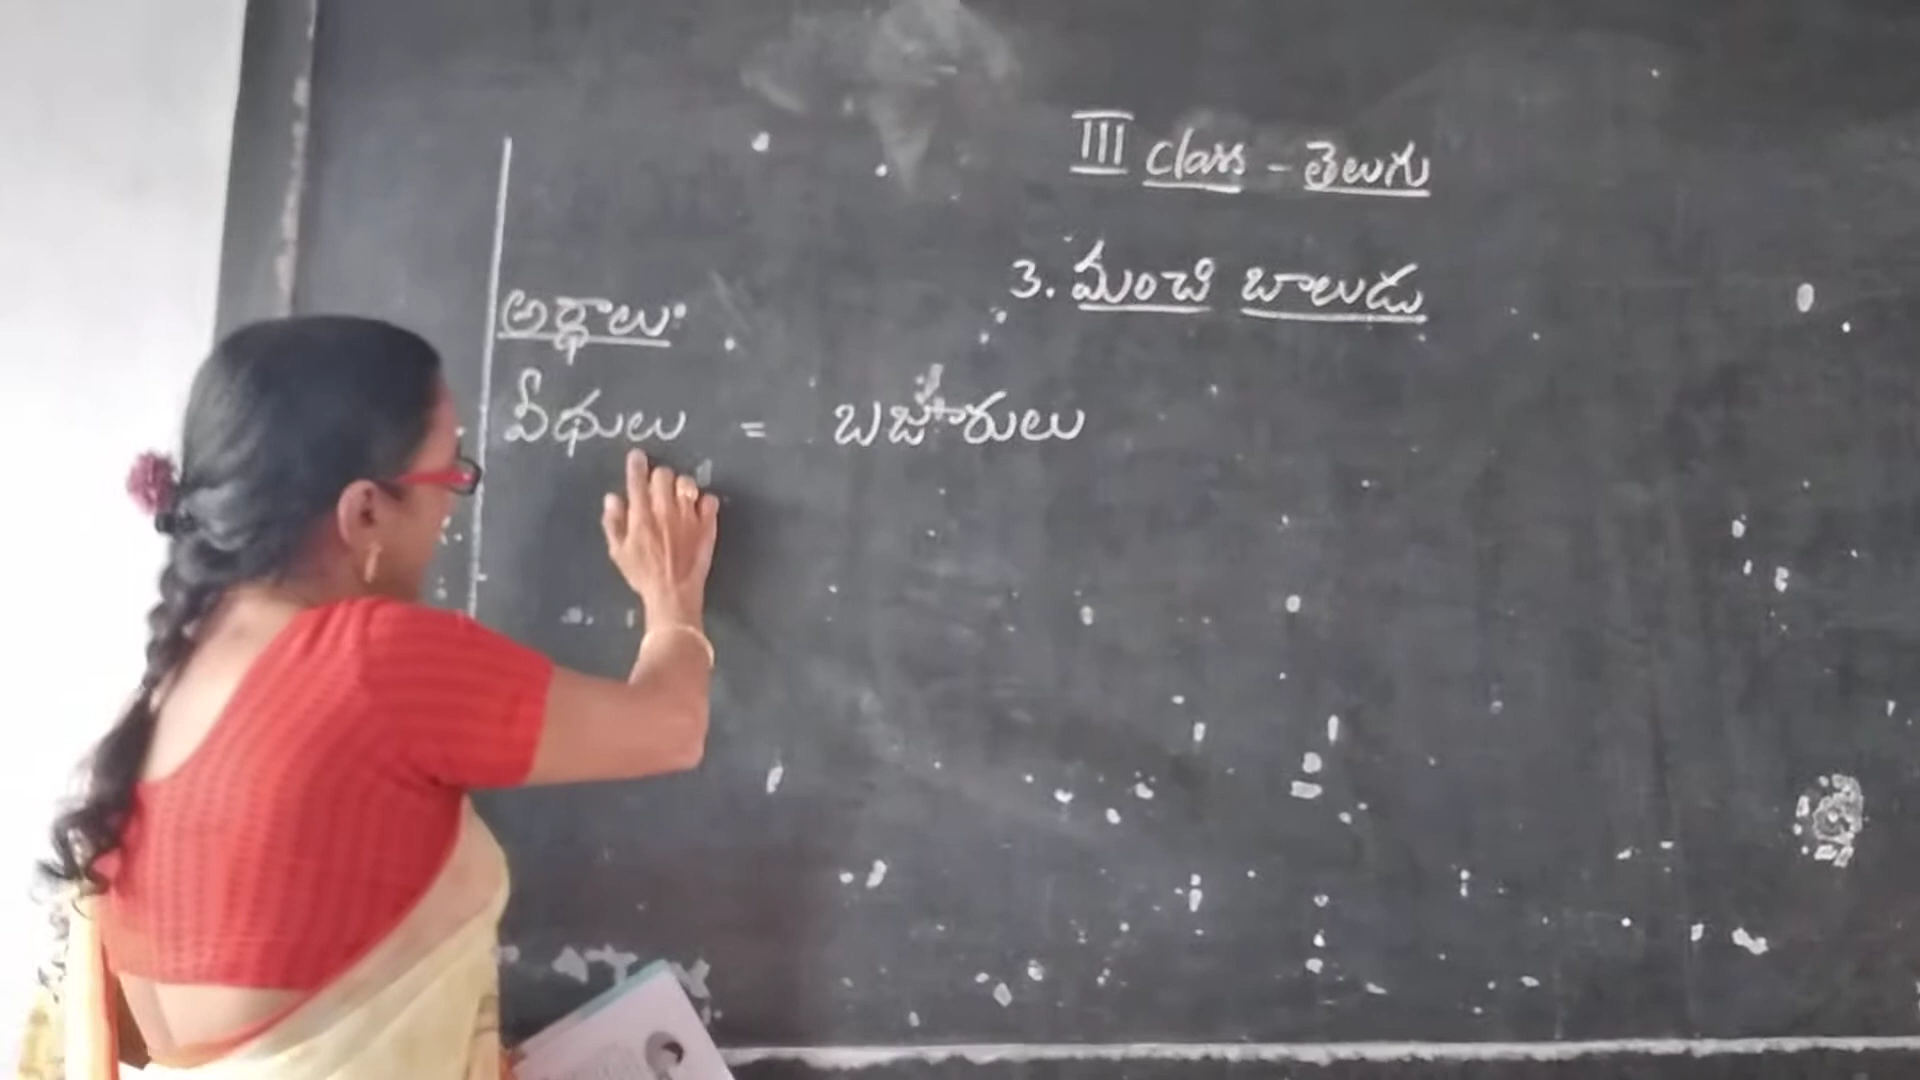 III class - తెలుగు
3. మంచి బాలుడు
అర్థాలు:
వీధులు = బజారులు